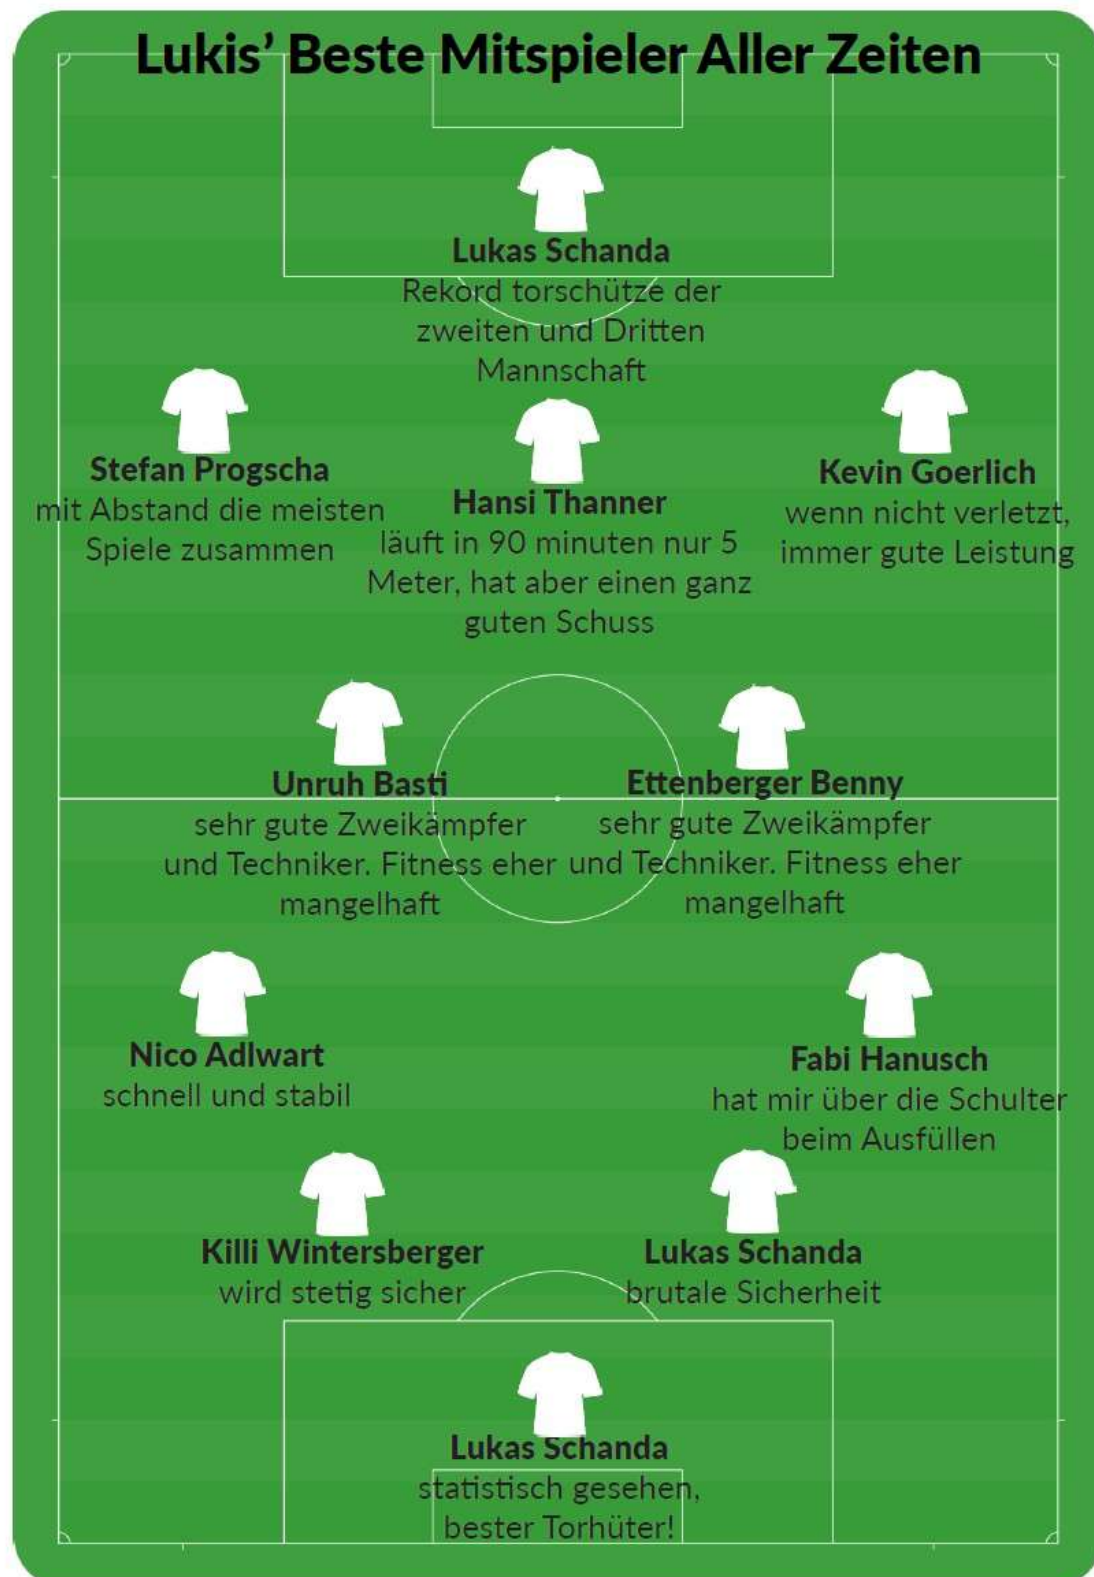 Lukis’ Beste Mitspieler Aller Zeiten
Lukas Schanda
Rekord torschütze der
zweiten und Dritten
Mannschaft
Stefan Progscha
mit Abstand die meisten
Spiele zusammen
Hansi Thanner
läuft in 90 minuten nur 5
Meter, hat aber einen ganz
guten Schuss
Kevin Goerlich
wenn nicht verletzt,
immer gute Leistung
Unruh Basti
sehr gute Zweikämpfer
und Techniker. Fitness eher
mangelhaft
Ettenberger Benny
sehr gute Zweikämpfer
und Techniker. Fitness eher
mangelhaft
Nico Adlwart
schnell und stabil
Fabi Hanusch
hat mir über die Schulter
beim Ausfüllen
Killi Wintersberger
wird stetig sicher
Lukas Schanda
brutale Sicherheit
Lukas Schanda
statistisch gesehen,
bester Torhüter!